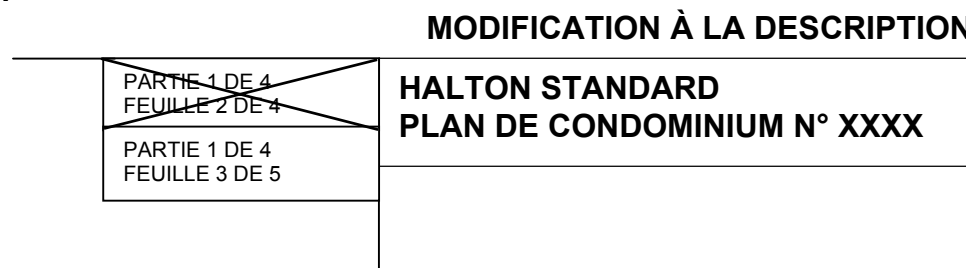 MODIFICATION À LA DESCRIPTION
PARTIE 1 DE 4
FEUILLE 2 DE 4
HALTON STANDARD
PLAN DE CONDOMINIUM N° XXXX
PARTIE 1 DE 4
FEUILLE 3 DE 5